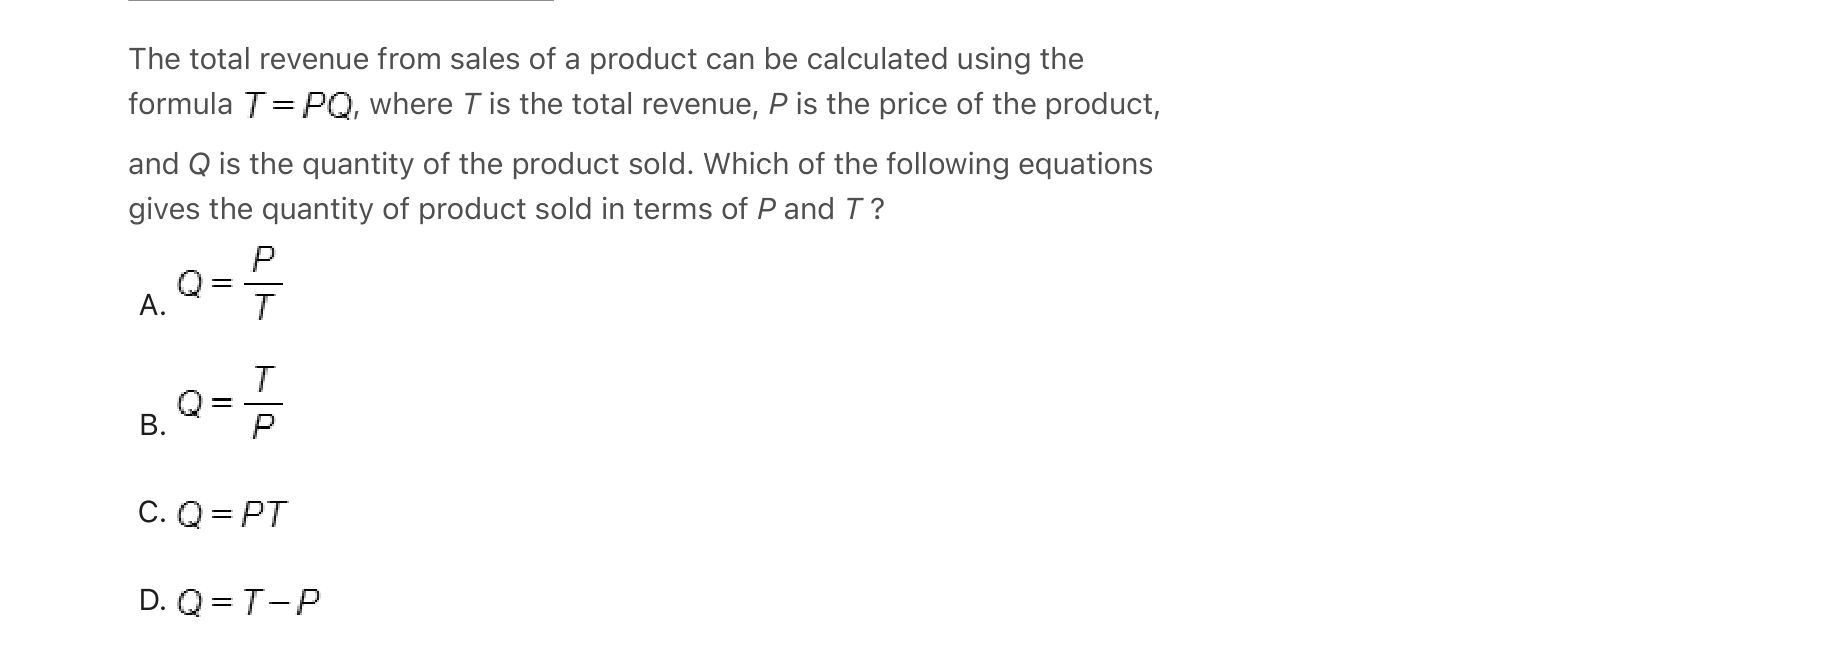 The total revenue from sales of a product can be calculated using the
formula T = PQ, where T is the total revenue, P is the price of the product,
and Q is the quantity of the product sold. Which of the following equations
gives the quantity of product sold in terms of P and T ?
A. Q = P/T
B. Q = T/P
C. Q = PT
D. Q = T − P